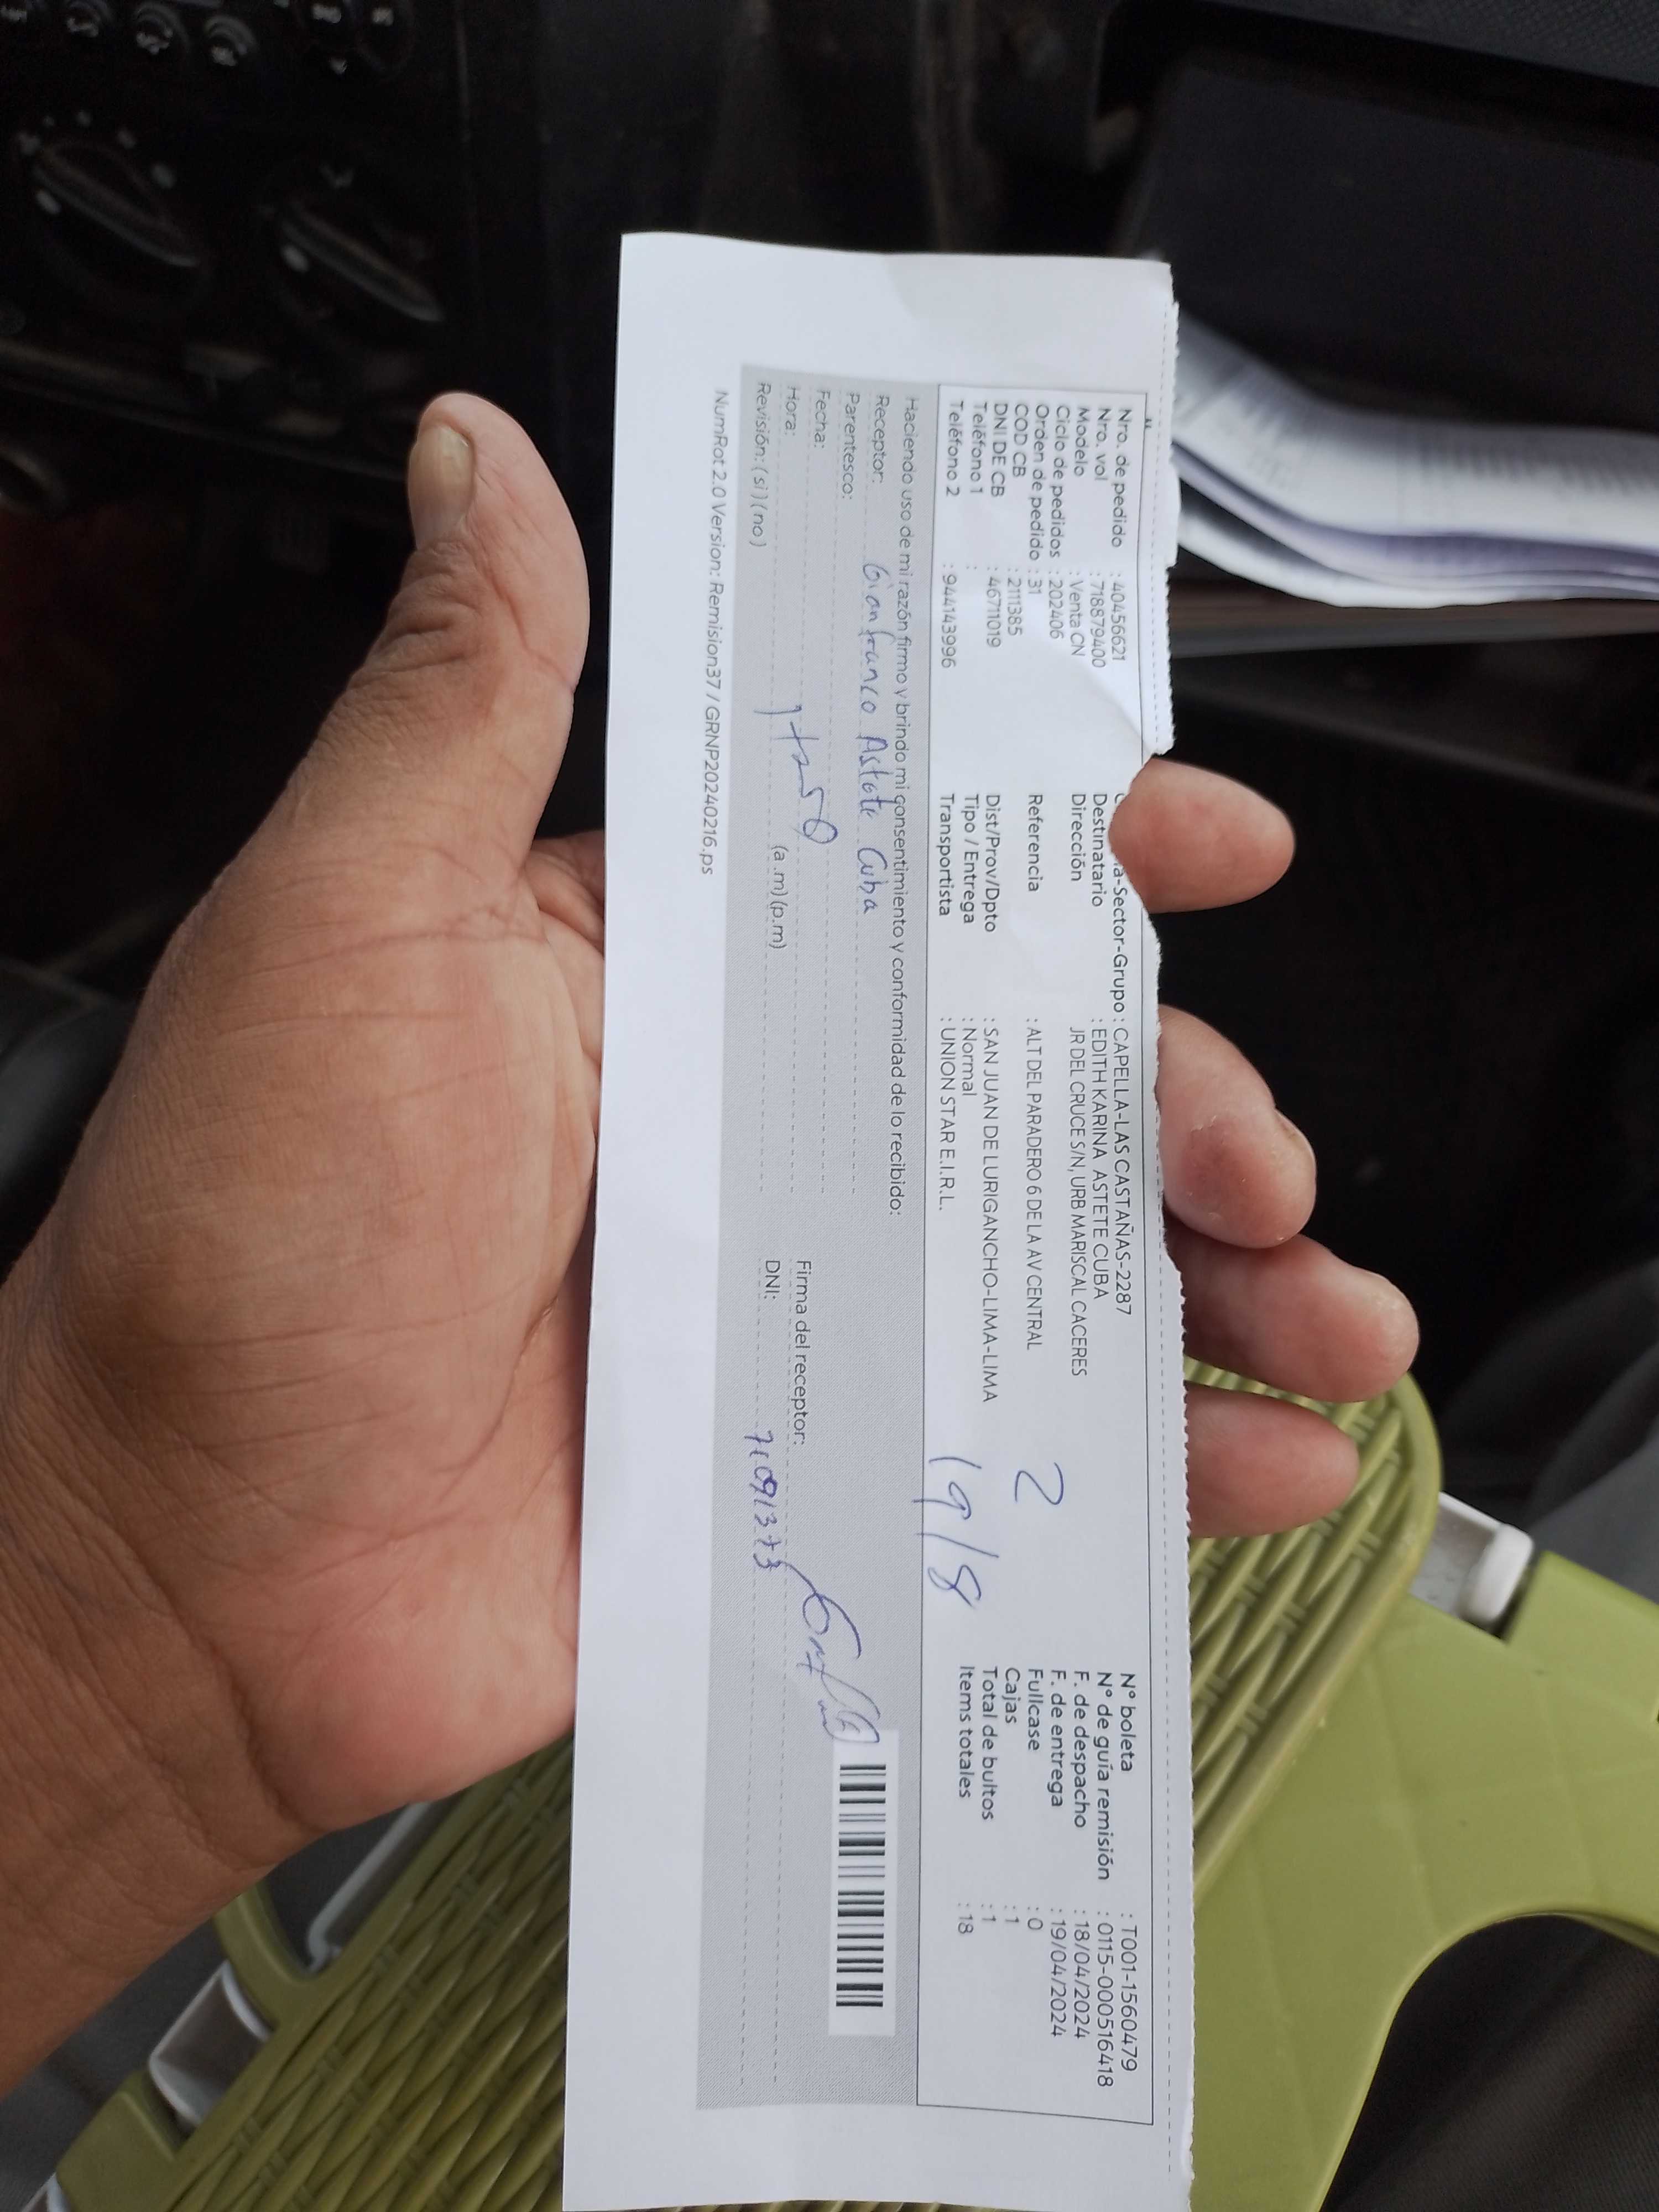 Nro. de pedido : 40456621
Nro. vol : 718879400
Modelo : Venta CN
Ciclo de pedidos : 202406
Orden de pedido : 31
COD CB : 2111385
DNI DE CB : 46711019
Teléfono 1 :
Teléfono 2 : 944143996
ia-Sector-Grupo : CAPELLA-LAS CASTAÑAS-2287
Destinatario : EDITH KARINA ASTETE CUBA
Dirección JR DEL CRUCE S/N, URB MARISCAL CACERES
Referencia : ALT DEL PARADERO 6 DE LA AV CENTRAL
Dist/Prov/Dpto : SAN JUAN DE LURIGANCHO-LIMA-LIMA
Tipo / Entrega : Normal
Transportista : UNION STAR E.I.R.L.
2
19/8
N° boleta : T001-1560479
N° de guía remisión : 0115-000516418
F. de despacho : 18/04/2024
F. de entrega : 19/04/2024
Fullcase : 0
Cajas : 1
Total de bultos : 1
Items totales : 18
Haciendo uso de mi razón firmo y brindo mi consentimiento y conformidad de lo recibido:
Receptor: Gianfranco Astete Cuba
Parentesco:
Fecha:
Hora: (a.m) (p.m)
Revisión: (si) (no)
Firma del receptor:
DNI: 71091373
NumRot 2.0 Version: Remision37 / GRNP20240216.ps